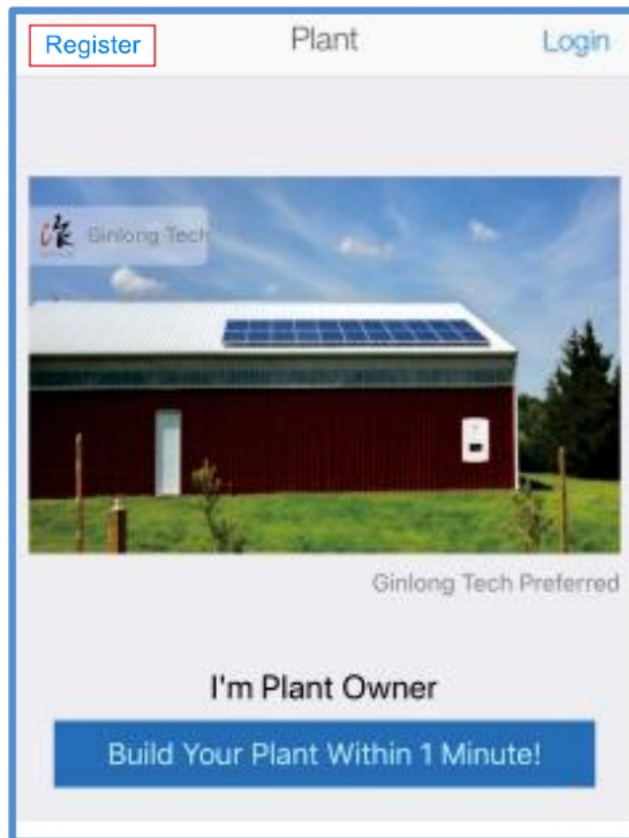 Register
Plant
Login
Ginlong Tech
Ginlong Tech Preferred
I'm Plant Owner
Build Your Plant Within 1 Minute!